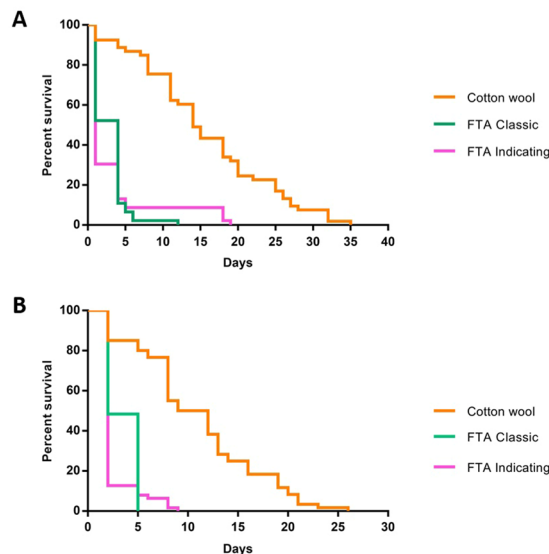 A
100
80
60
40
20
0
Percent survival
0 5 10 15 20 25 30 35 40
Days
Cotton wool
FTA Classic
FTA Indicating
B
100
80
60
40
20
0
Percent survival
0 5 10 15 20 25 30
Days
Cotton wool
FTA Classic
FTA Indicating